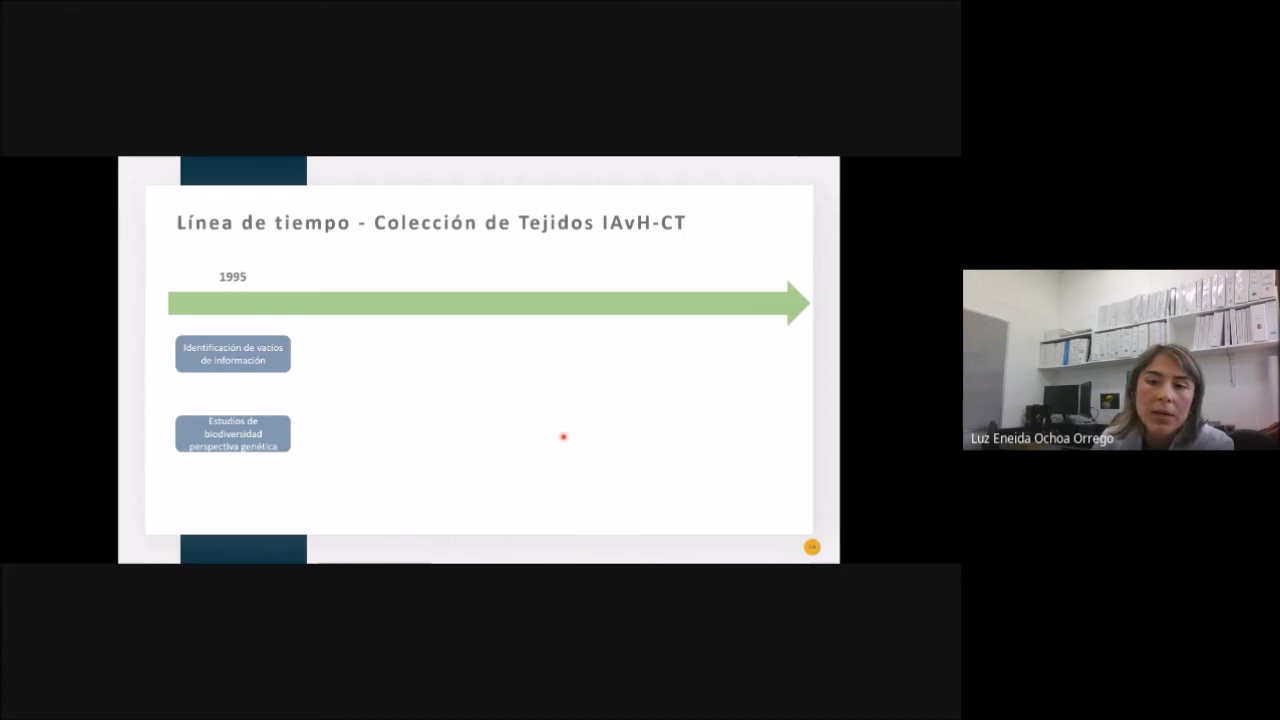 Línea de tiempo - Colección de Tejidos IAvH-CT
1995
Identificación de vacíos
de información
Estudios de
biodiversidad
perspectiva genética
Luz Eneida Ochoa Orrego